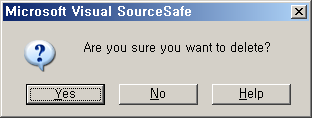 Microsoft Visual SourceSafe
Are you sure you want to delete?
Yes No Help